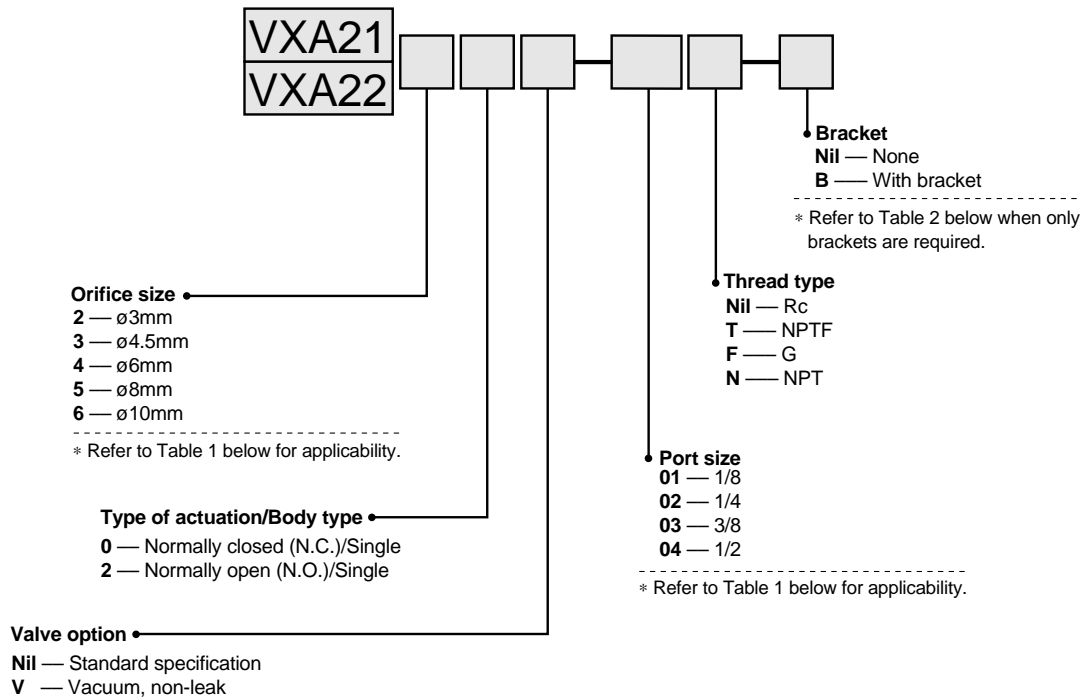 VXA21
VXA22
Bracket
Nil — None
B — With bracket
* Refer to Table 2 below when only
brackets are required.
Thread type
Nil — Rc
T — NPTF
F — G
N — NPT
Orifice size
2 — ø3mm
3 — ø4.5mm
4 — ø6mm
5 — ø8mm
6 — ø10mm
* Refer to Table 1 below for applicability.
Port size
01 — 1/8
02 — 1/4
03 — 3/8
04 — 1/2
* Refer to Table 1 below for applicability.
Type of actuation/Body type
0 — Normally closed (N.C.)/Single
2 — Normally open (N.O.)/Single
Valve option
Nil — Standard specification
V — Vacuum, non-leak